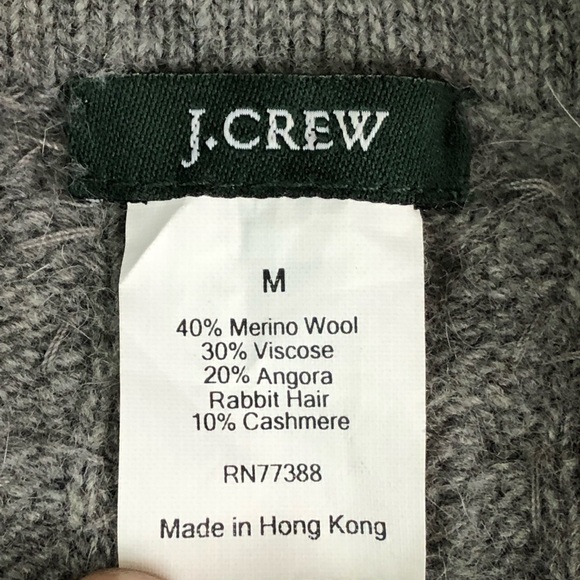 J.CREW
M
40% Merino Wool
30% Viscose
20% Angora
Rabbit Hair
10% Cashmere
RN77388
Made in Hong Kong